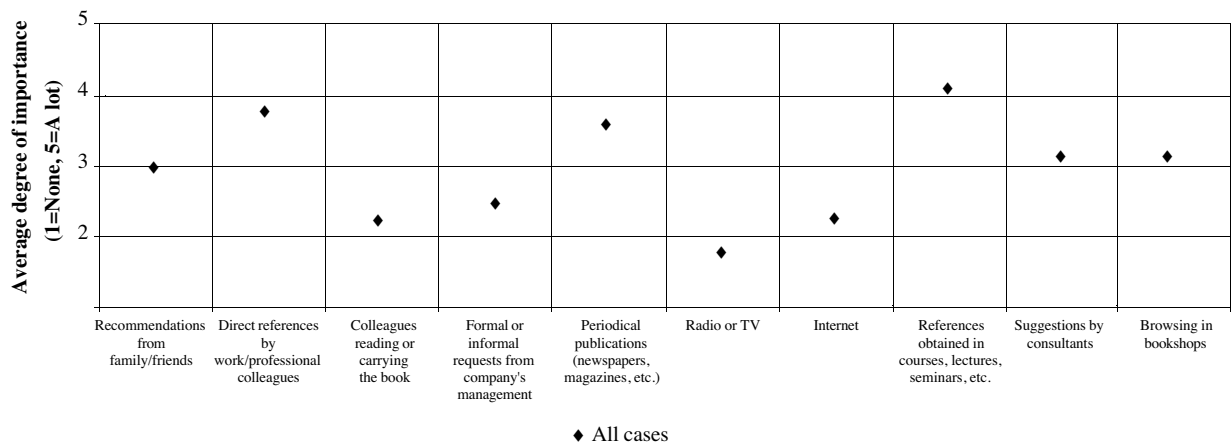 Average degree of importance
(1=None, 5=A lot)
5
4
3
2
Recommendations
from
family/friends
Direct references
by
work/professional
colleagues
Colleagues
reading or
carrying
the book
Formal or
informal
requests from
company's
management
Periodical
publications
(newspapers,
magazines, etc.)
Radio or TV
Internet
References
obtained in
courses, lectures,
seminars, etc.
Suggestions by
consultants
Browsing in
bookshops
♦ All cases